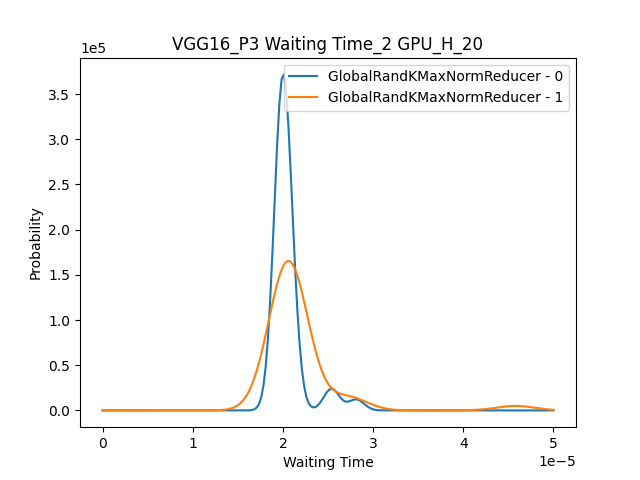 VGG16_P3 Waiting Time_2 GPU_H_20
1e5
GlobalRandKMaxNormReducer - 0
GlobalRandKMaxNormReducer - 1
3.5
3.0
2.5
2.0
1.5
1.0
0.5
0.0
Probability
0 1 2 3 4 5
1e−5
Waiting Time